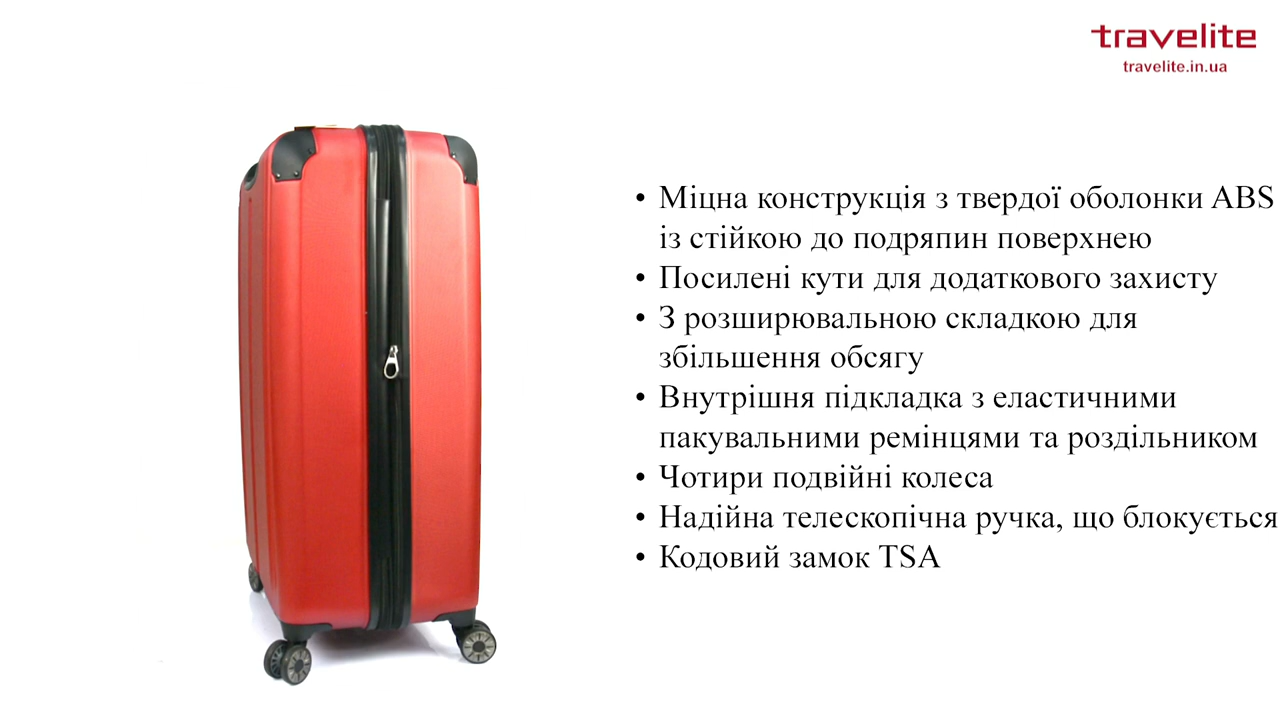 travelite
travelite.in.ua
• Міцна конструкція з твердої оболонки ABS
із стійкою до подряпин поверхнею
• Посилені кути для додаткового захисту
• З розширювальною складкою для
збільшення обсягу
• Внутрішня підкладка з еластичними
пакувальними ремінцями та роздільником
• Чотири подвійні колеса
• Надійна телескопічна ручка, що блокується
• Кодовий замок TSA